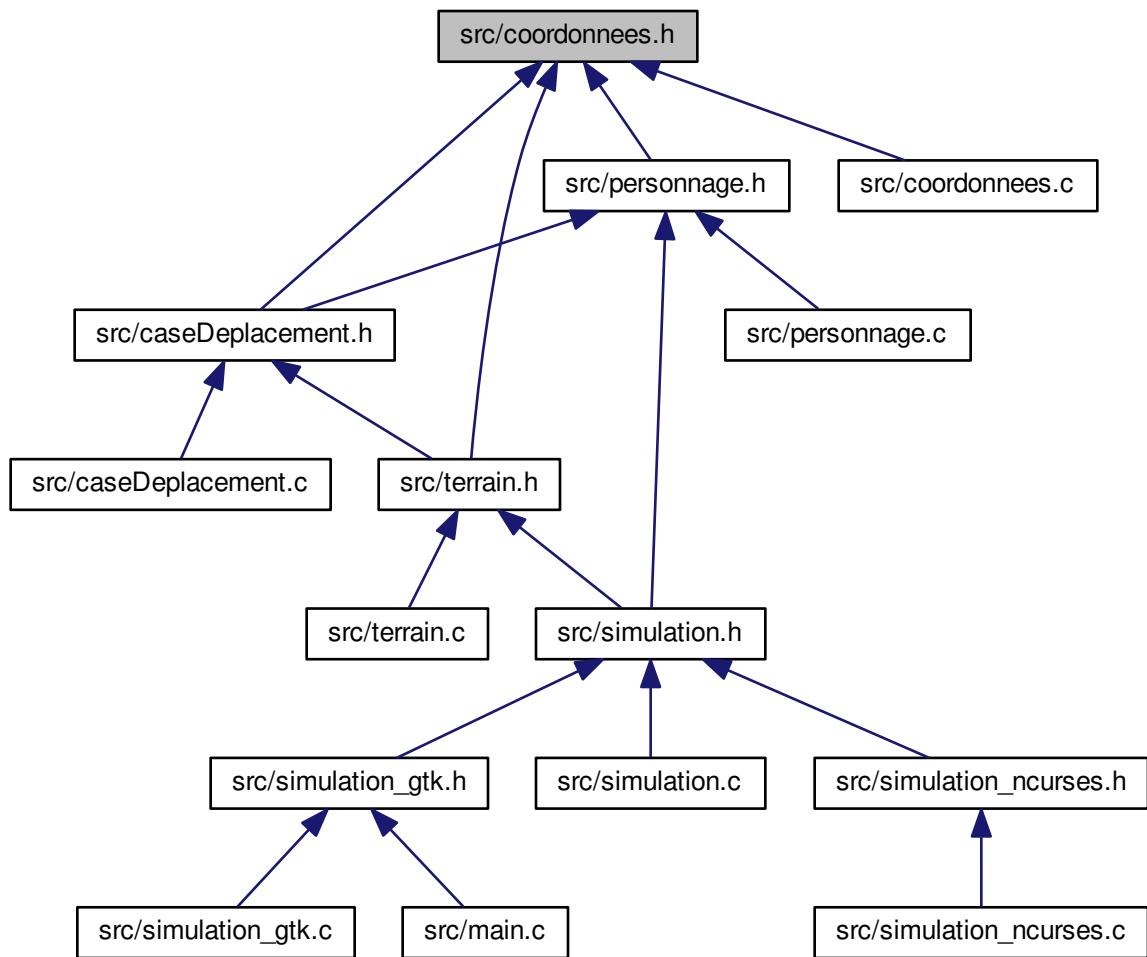 src/coordonnees.h
src/personnage.h
src/coordonnees.c
src/caseDeplacement.h
src/personnage.c
src/caseDeplacement.c
src/terrain.h
src/terrain.c
src/simulation.h
src/simulation_gtk.h
src/simulation.c
src/simulation_ncurses.h
src/simulation_gtk.c
src/main.c
src/simulation_ncurses.c